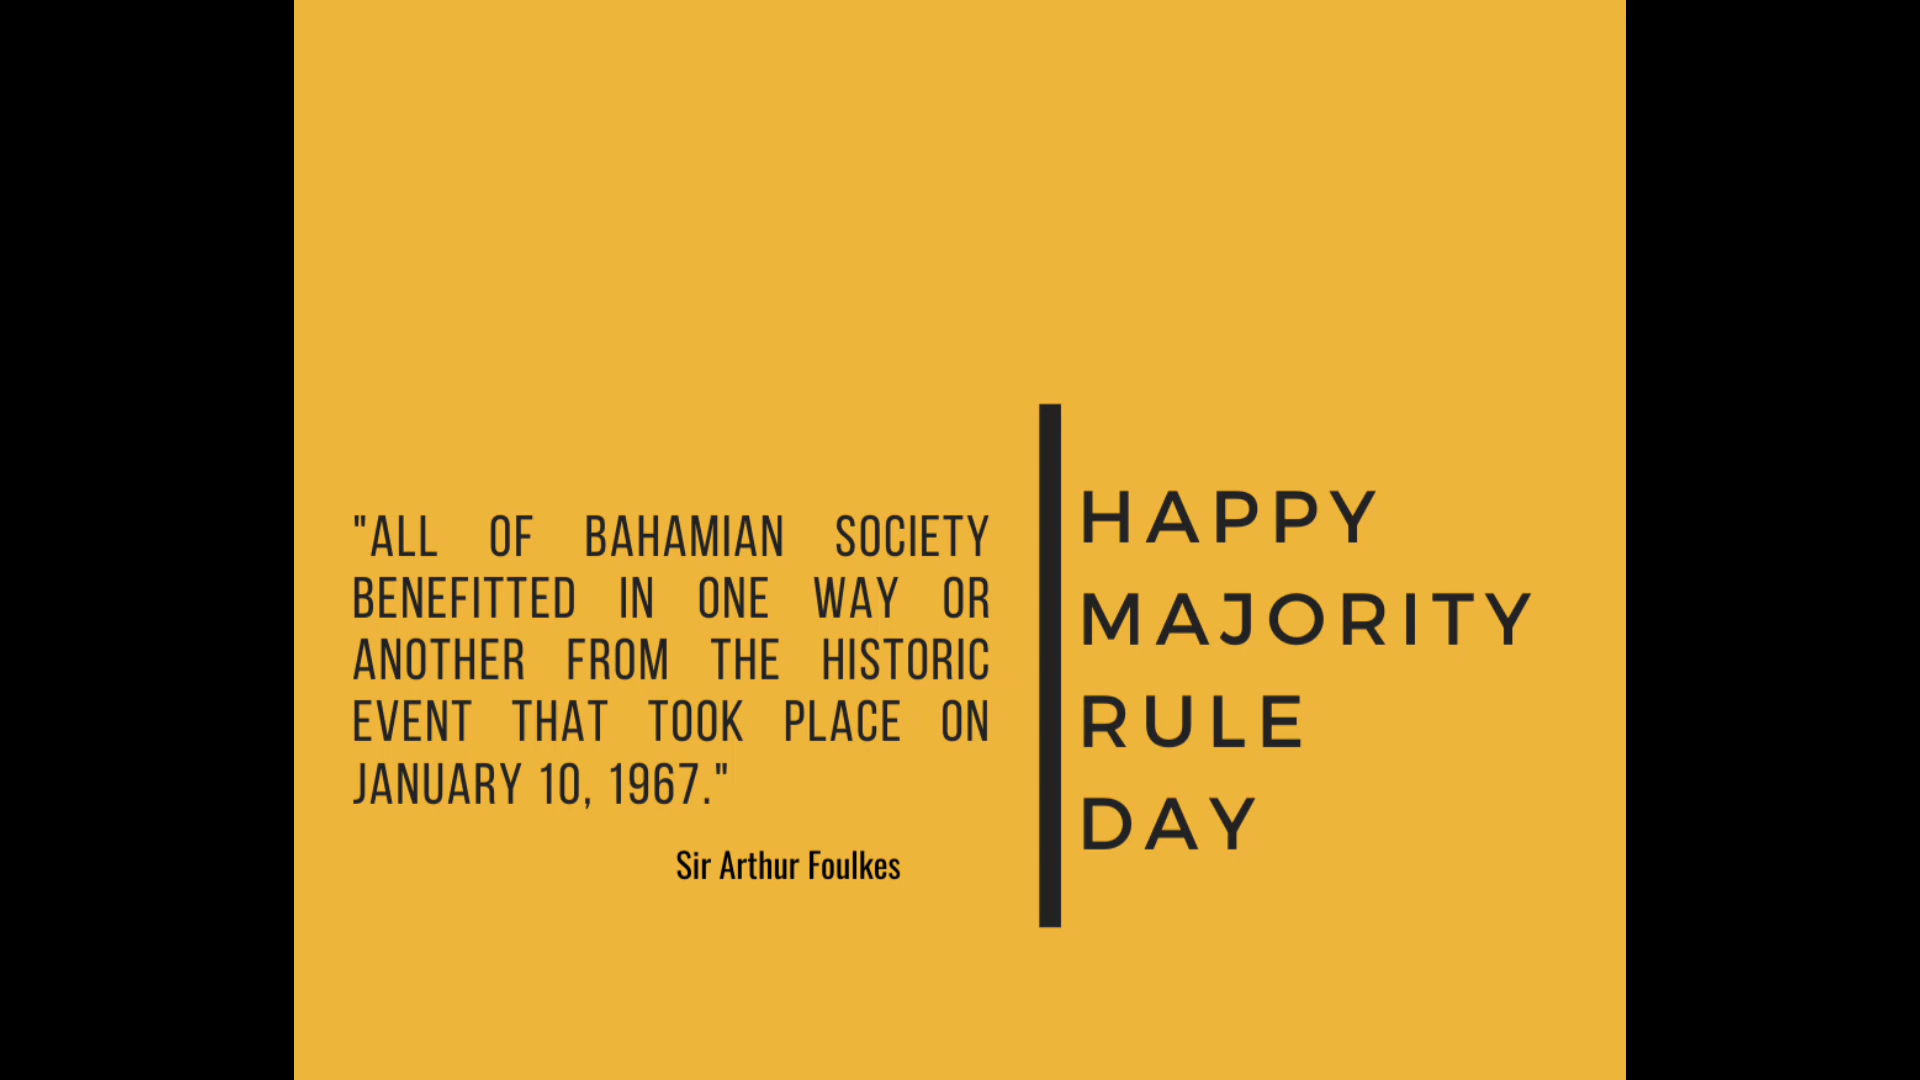 "ALL OF BAHAMIAN SOCIETY
BENEFITTED IN ONE WAY OR
ANOTHER FROM THE HISTORIC
EVENT THAT TOOK PLACE ON
JANUARY 10, 1967."
Sir Arthur Foulkes
HAPPY
MAJORITY
RULE
DAY